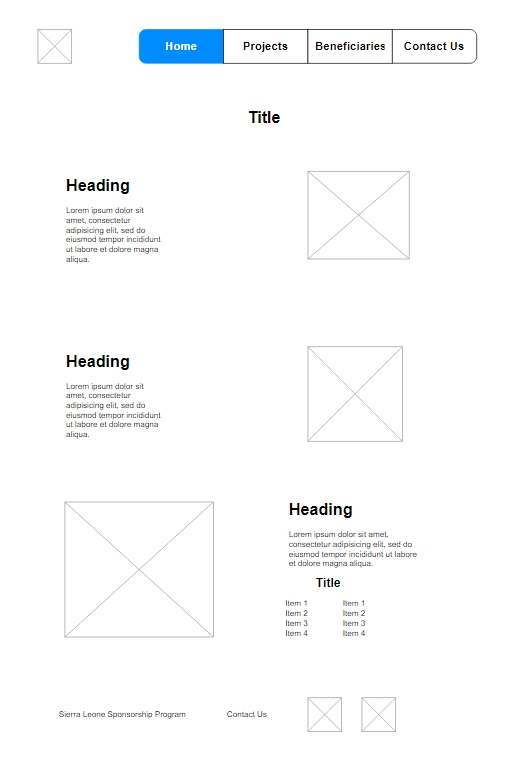 Home Projects Beneficiaries Contact Us
Title
Heading
Lorem ipsum dolor sit
amet, consectetur
adipisicing elit, sed do
eiusmod tempor incididunt
ut labore et dolore magna
aliqua.
Heading
Lorem ipsum dolor sit
amet, consectetur
adipisicing elit, sed do
eiusmod tempor incididunt
ut labore et dolore magna
aliqua.
Heading
Lorem ipsum dolor sit amet,
consectetur adipisicing elit, sed do
eiusmod tempor incididunt ut labore
et dolore magna aliqua.
Title
Item 1 Item 1
Item 2 Item 2
Item 3 Item 3
Item 4 Item 4
Sierra Leone Sponsorship Program Contact Us